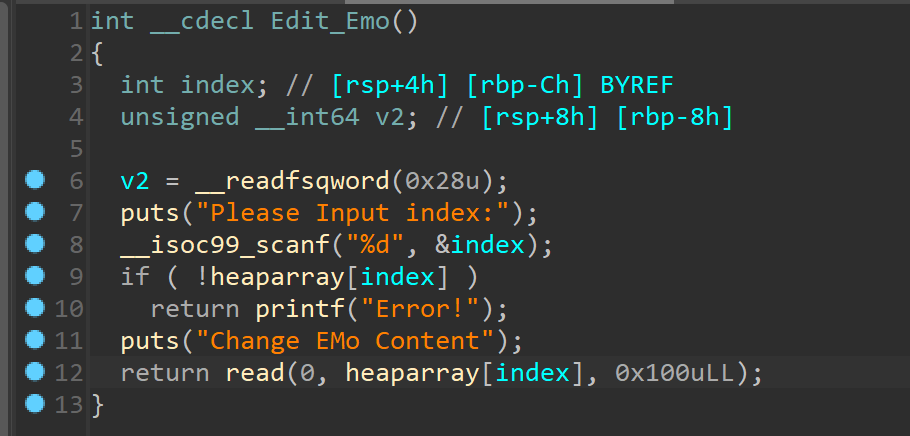 1 int __cdecl Edit_Emo()
2 {
3   int index; // [rsp+4h] [rbp-Ch] BYREF
4   unsigned __int64 v2; // [rsp+8h] [rbp-8h]
5
6   v2 = __readfsqword(0x28u);
7   puts("Please Input index:");
8   __isoc99_scanf("%d", &index);
9   if ( !heaparray[index] )
10     return printf("Error!");
11   puts("Change EMo Content");
12   return read(0, heaparray[index], 0x100uLL);
13 }